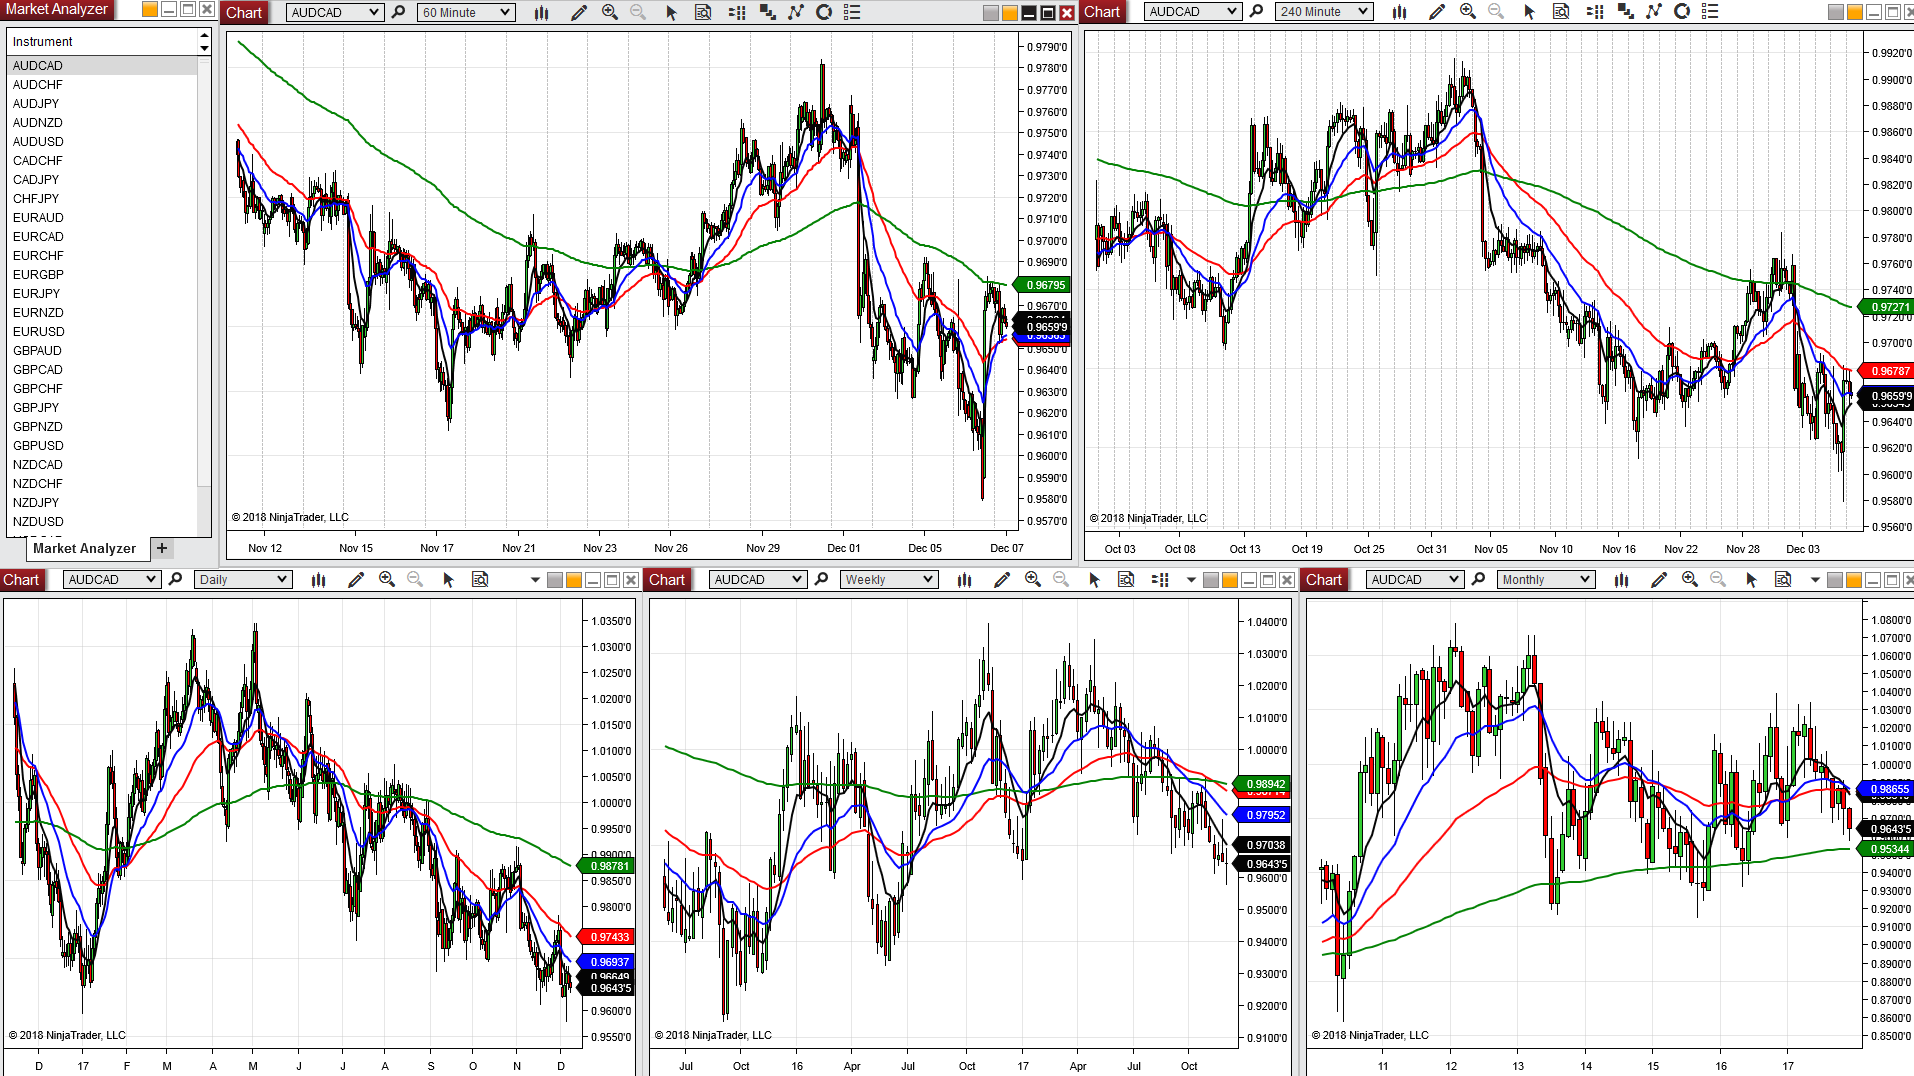 Market Analyzer
Instrument
AUDCAD
AUDCHF
AUDJPY
AUDNZD
AUDUSD
CADCHF
CADJPY
CHFJPY
EURAUD
EURCAD
EURCHF
EURGBP
EURJPY
EURNZD
EURUSD
GBPAUD
GBPCAD
GBPCHF
GBPJPY
GBPNZD
GBPUSD
NZDCAD
NZDCHF
NZDJPY
NZDUSD
Market Analyzer +
Chart AUDCAD 60 Minute
0.9790'0
0.9780'0
0.9770'0
0.9760'0
0.9750'0
0.9740'0
0.9730'0
0.9720'0
0.9710'0
0.9700'0
0.9690'0
0.96795
0.9670'0
0.9659'9
0.9650'0
0.9640'0
0.9630'0
0.9620'0
0.9610'0
0.9600'0
0.9590'0
0.9580'0
0.9570'0
© 2018 NinjaTrader, LLC
Nov 12 Nov 15 Nov 17 Nov 21 Nov 23 Nov 26 Nov 29 Dec 01 Dec 05 Dec 07
Chart AUDCAD 240 Minute
0.9920'0
0.9900'0
0.9880'0
0.9860'0
0.9840'0
0.9820'0
0.9800'0
0.9780'0
0.9760'0
0.9740'0
0.97271
0.9720'0
0.9700'0
0.96787
0.9659'9
0.9640'0
0.9620'0
0.9600'0
0.9580'0
0.9560'0
© 2018 NinjaTrader, LLC
Oct 03 Oct 08 Oct 13 Oct 19 Oct 25 Oct 31 Nov 05 Nov 10 Nov 16 Nov 22 Nov 28 Dec 03
Chart AUDCAD Daily
1.0350'0
1.0300'0
1.0250'0
1.0200'0
1.0150'0
1.0100'0
1.0050'0
1.0000'0
0.9950'0
0.9900'0
0.98781
0.9850'0
0.9800'0
0.97433
0.96937
0.96649
0.9643'5
0.9600'0
0.9550'0
© 2018 NinjaTrader, LLC
D 17 F M A M J J A S O N D
Chart AUDCAD Weekly
1.0400'0
1.0300'0
1.0200'0
1.0100'0
1.0000'0
0.98942
0.97952
0.97038
0.9643'5
0.9600'0
0.9500'0
0.9400'0
0.9300'0
0.9200'0
0.9100'0
© 2018 NinjaTrader, LLC
Jul Oct 16 Apr Jul Oct 17 Apr Jul Oct
Chart AUDCAD Monthly
1.0800'0
1.0700'0
1.0600'0
1.0500'0
1.0400'0
1.0300'0
1.0200'0
1.0100'0
1.0000'0
0.98655
0.9700'0
0.9643'5
0.95344
0.9400'0
0.9300'0
0.9200'0
0.9100'0
0.9000'0
0.8900'0
0.8800'0
0.8700'0
0.8600'0
0.8500'0
© 2018 NinjaTrader, LLC
11 12 13 14 15 16 17